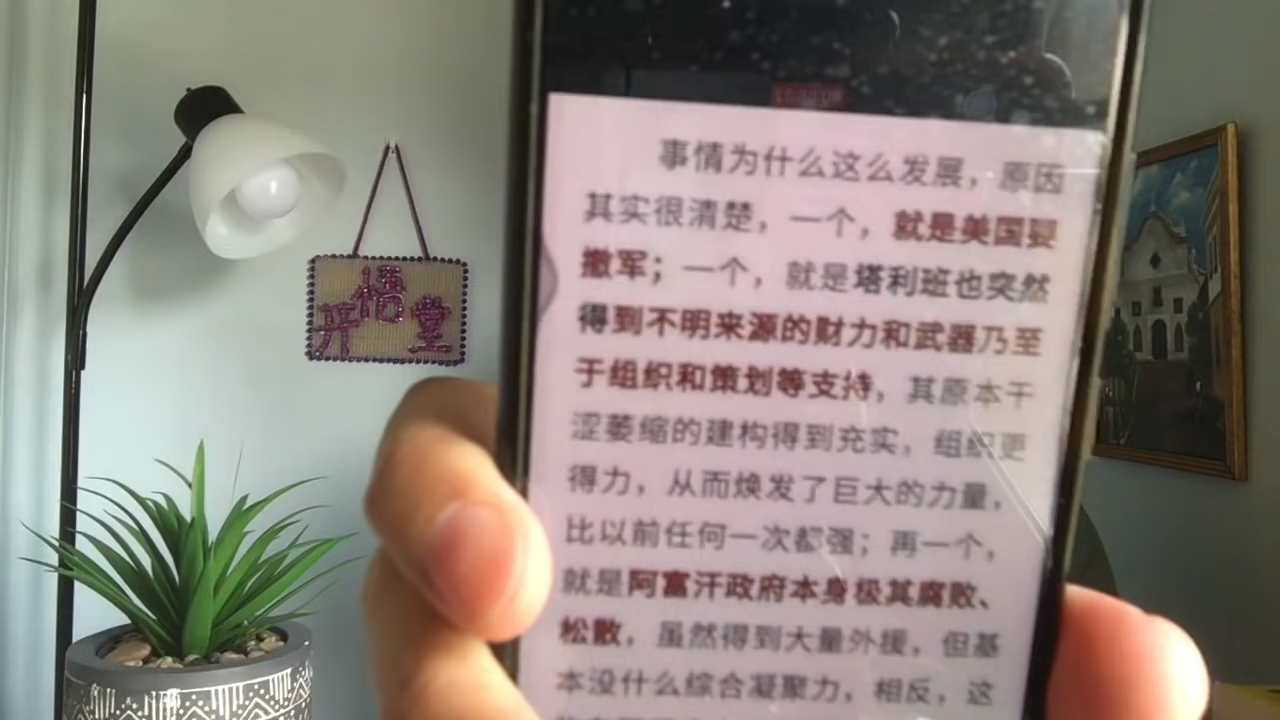 开悟堂
事情为什么这么发展，原因
其实很清楚，一个，就是美国要
撤军；一个，就是塔利班也突然
得到不明来源的财力和武器乃至
于组织和策划等支持，其原本干
涩萎缩的建构得到充实，组织更
得力，从而焕发了巨大的力量，
比以前任何一次都强；再一个，
就是阿富汗政府本身极其腐败、
松散，虽然得到大量外援，但基
本没什么综合凝聚力，相反，这